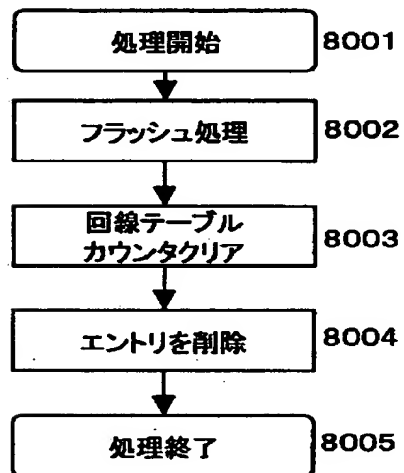 処理開始 8001
フラッシュ処理 8002
回線テーブル
カウンタクリア 8003
エントリを削除 8004
処理終了 8005